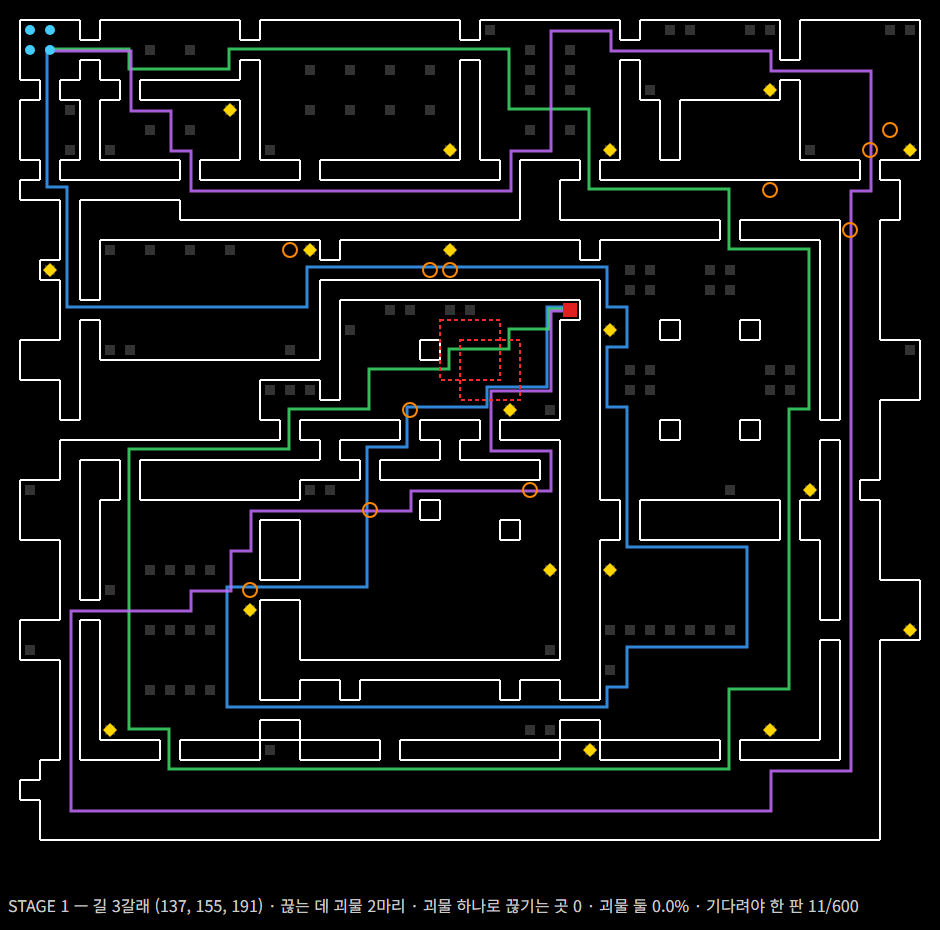 STAGE 1 — 길 3갈래 (137, 155, 191) · 끊는 데 괴물 2마리 · 괴물 하나로 끊기는 곳 0 · 괴물 둘 0.0% · 기다려야 한 판 11/600